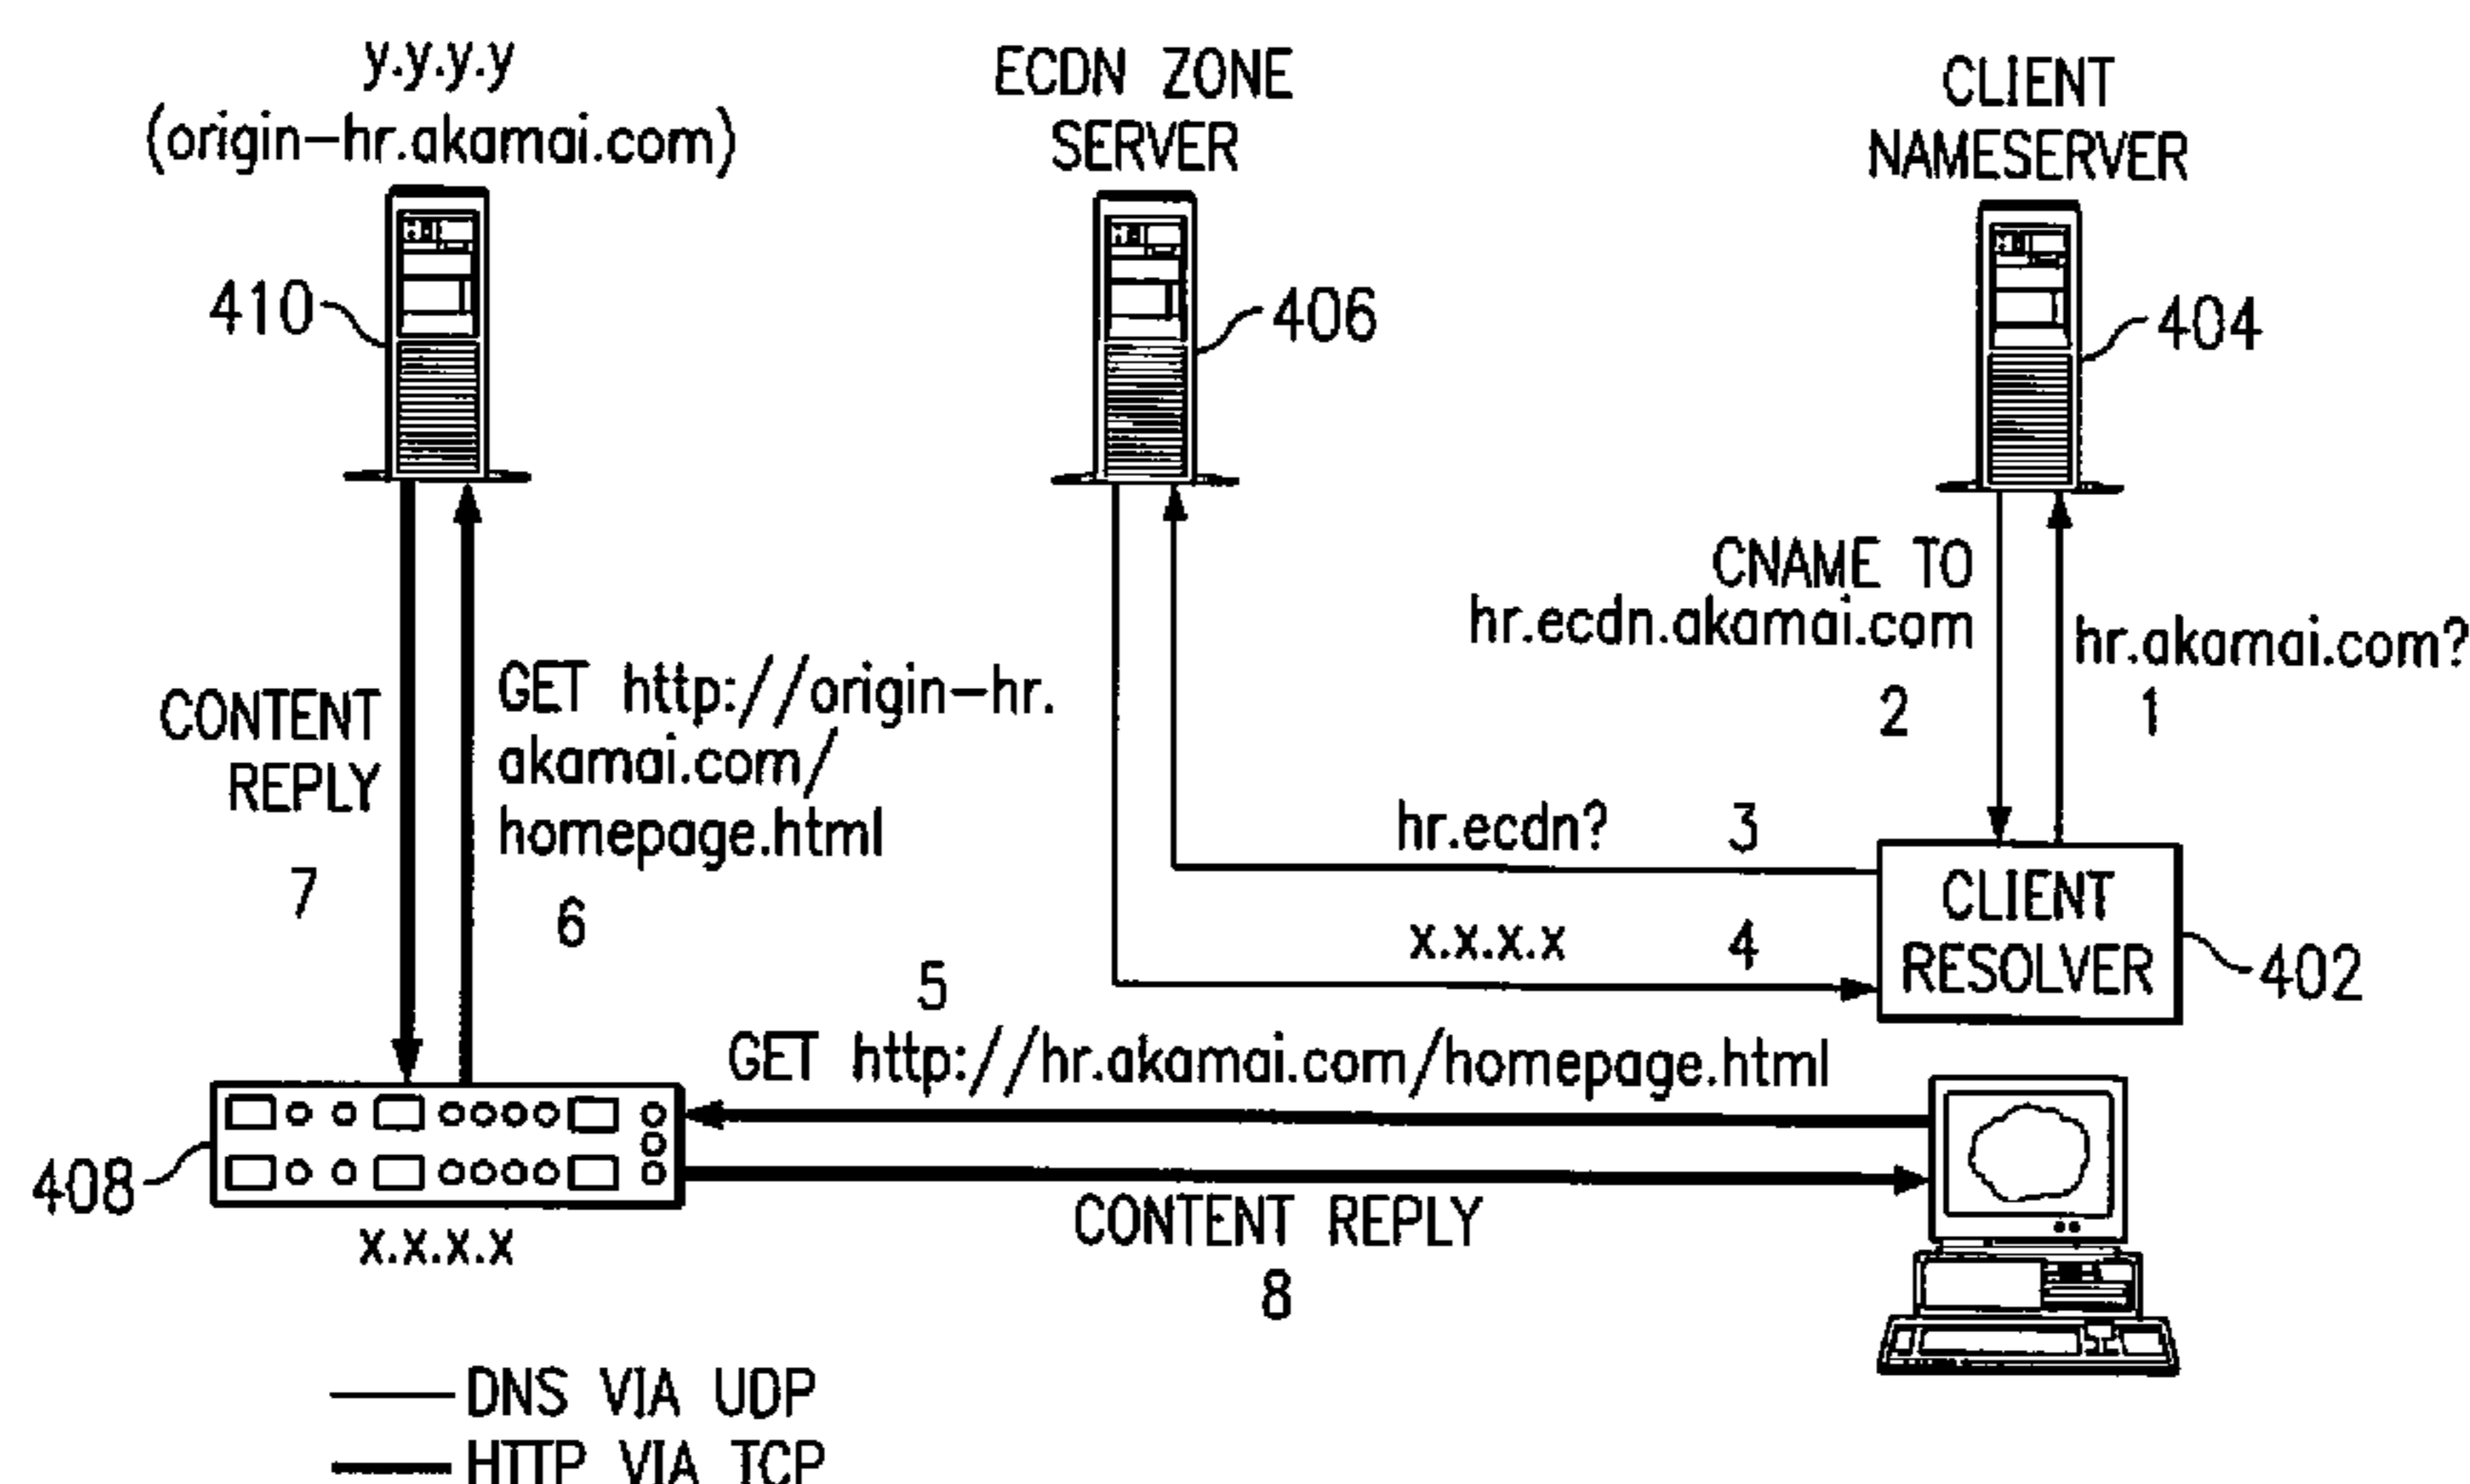 y.y.y.y
(origin-hr.akamai.com)
ECDN ZONE
SERVER
CLIENT
NAMESERVER
410
406
404
CNAME TO
hr.ecdn.akamai.com
2
hr.akamai.com?
1
CONTENT
REPLY
7
GET http://origin-hr.
akamai.com/
homepage.html
6
hr.ecdn? 3
x.x.x.x 4
CLIENT
RESOLVER
402
5
GET http://hr.akamai.com/homepage.html
408
x.x.x.x
CONTENT REPLY
8
DNS VIA UDP
HTTP VIA TCP